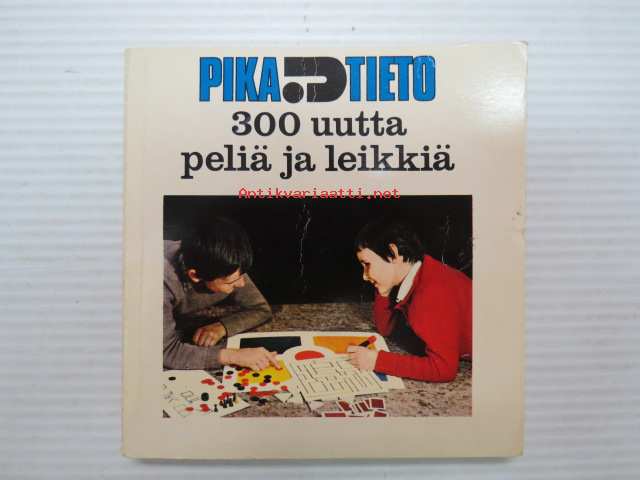 PIKA TIETO
300 uutta
peliä ja leikkiä
Antikvariaatti.net